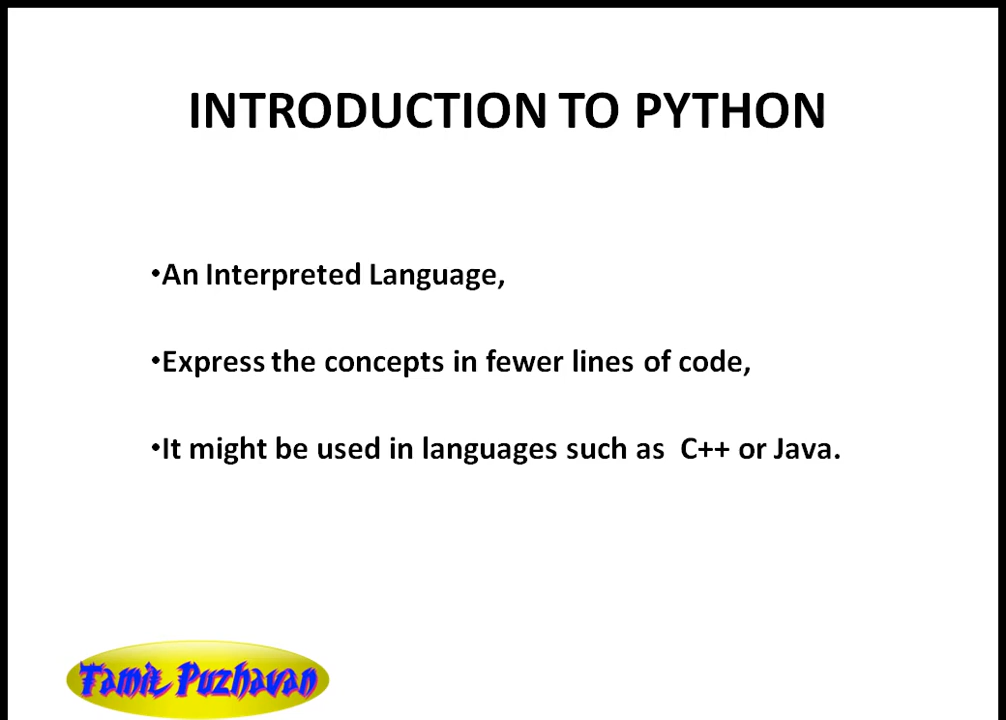 INTRODUCTION TO PYTHON
•An Interpreted Language,
•Express the concepts in fewer lines of code,
•It might be used in languages such as  C++ or Java.
Tamil Puzhavan